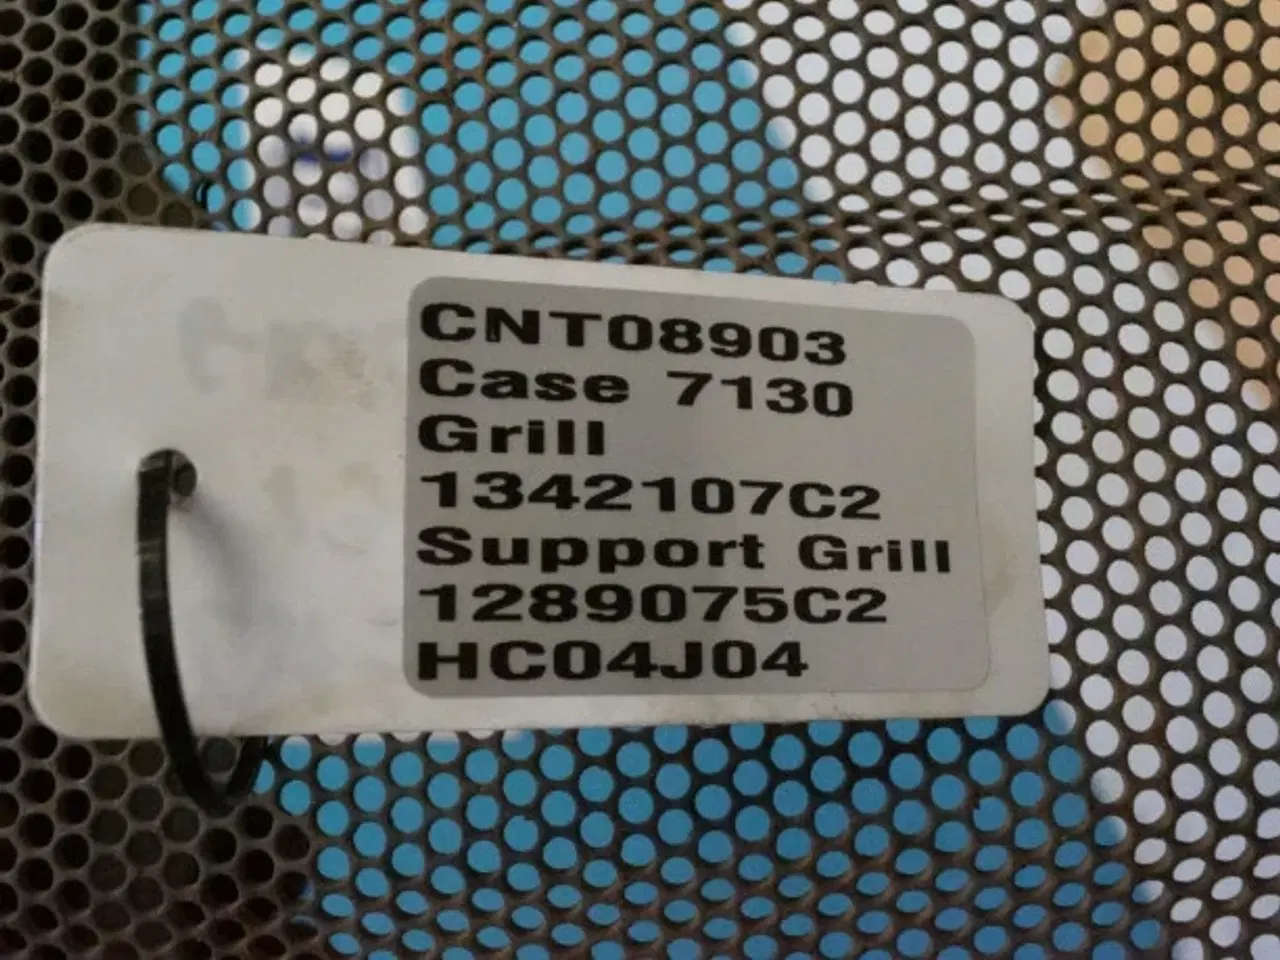 CNT08903
Case 7130
Grill
1342107C2
Support Grill
1289075C2
HC04J04